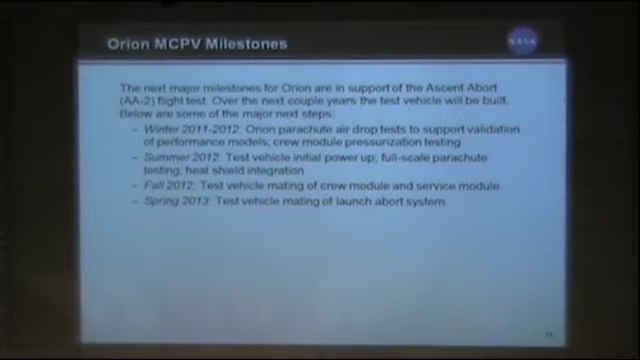 Orion MCPV Milestones
NASA
The next major milestones for Orion are in support of the Ascent Abort
(AA-2) flight test. Over the next couple years the test vehicle will be built.
Below are some of the major next steps:
– Winter 2011-2012: Orion parachute air drop tests to support validation
of performance models; crew module pressurization testing
– Summer 2012: Test vehicle initial power up; full-scale parachute
testing; heat shield integration
– Fall 2012: Test vehicle mating of crew module and service module
– Spring 2013: Test vehicle mating of launch abort system